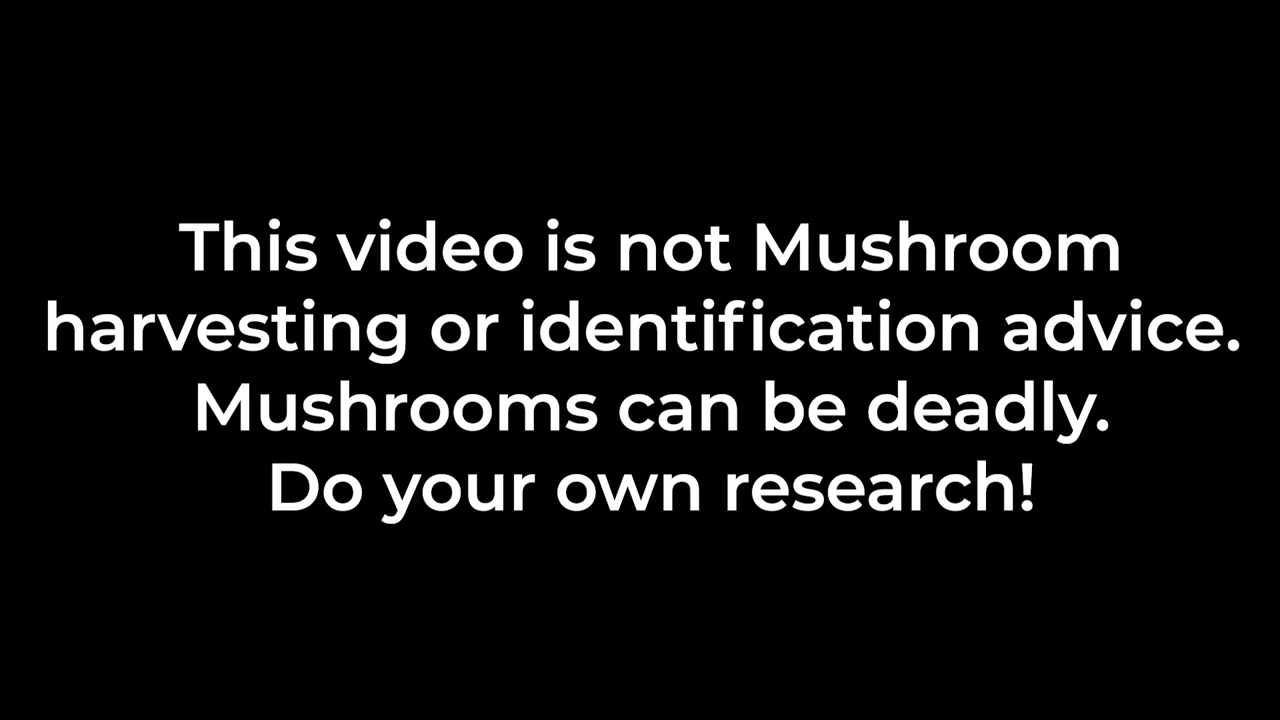 This video is not Mushroom
harvesting or identification advice.
Mushrooms can be deadly.
Do your own research!